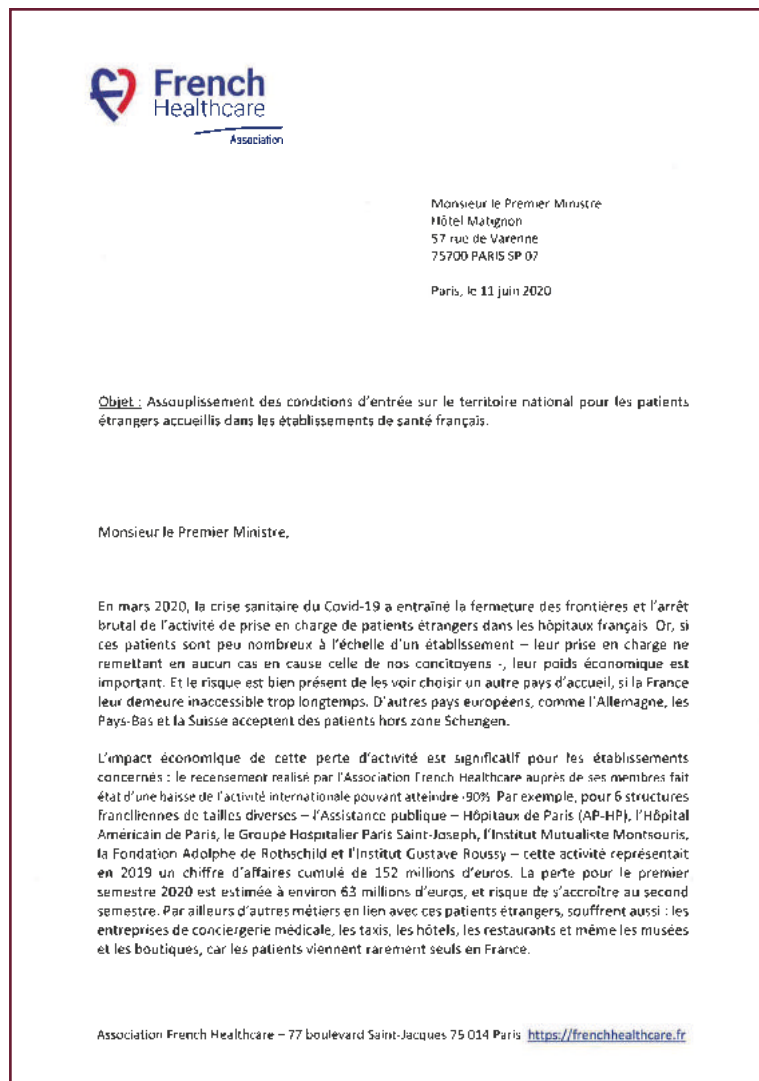 French
Healthcare
Association
Monsieur le Premier Ministre
Hôtel Matignon
57 rue de Varenne
75700 PARIS SP 07
Paris, le 11 juin 2020
Objet : Assouplissement des conditions d'entrée sur le territoire national pour les patients
étrangers accueillis dans les établissements de santé français.
Monsieur le Premier Ministre,
En mars 2020, la crise sanitaire du Covid-19 a entraîné la fermeture des frontières et l'arrêt
brutal de l'activité de prise en charge de patients étrangers dans les hôpitaux français. Or, si
ces patients sont peu nombreux à l'échelle d'un établissement – leur prise en charge ne
remettant en aucun cas en cause celle de nos concitoyens -, leur poids économique est
important. Et le risque est bien présent de les voir choisir un autre pays d'accueil, si la France
leur demeure inaccessible trop longtemps. D'autres pays européens, comme l'Allemagne, les
Pays-Bas et la Suisse acceptent des patients hors zone Schengen.
L'impact économique de cette perte d'activité est significatif pour les établissements
concernés : le recensement realisé par l'Association French Healthcare auprès de ses membres fait
état d'une baisse de l'activité internationale pouvant atteindre -90%. Par exemple, pour 6 structures
franciliennes de tailles diverses – l'Assistance publique – Hôpitaux de Paris (AP-HP), l'Hôpital
Américain de Paris, le Groupe Hospitalier Paris Saint-Joseph, l'Institut Mutualiste Montsouris,
la Fondation Adolphe de Rothschild et l'Institut Gustave Roussy – cette activité représentait
en 2019 un chiffre d'affaires cumulé de 152 millions d'euros. La perte pour le premier
semestre 2020 est estimée à environ 63 millions d'euros, et risque de s'accroître au second
semestre. Par ailleurs d'autres métiers en lien avec ces patients étrangers, souffrent aussi : les
entreprises de conciergerie médicale, les taxis, les hôtels, les restaurants et même les musées
et les boutiques, car les patients viennent rarement seuls en France.
Association French Healthcare – 77 boulevard Saint-Jacques 75 014 Paris https://frenchhealthcare.fr